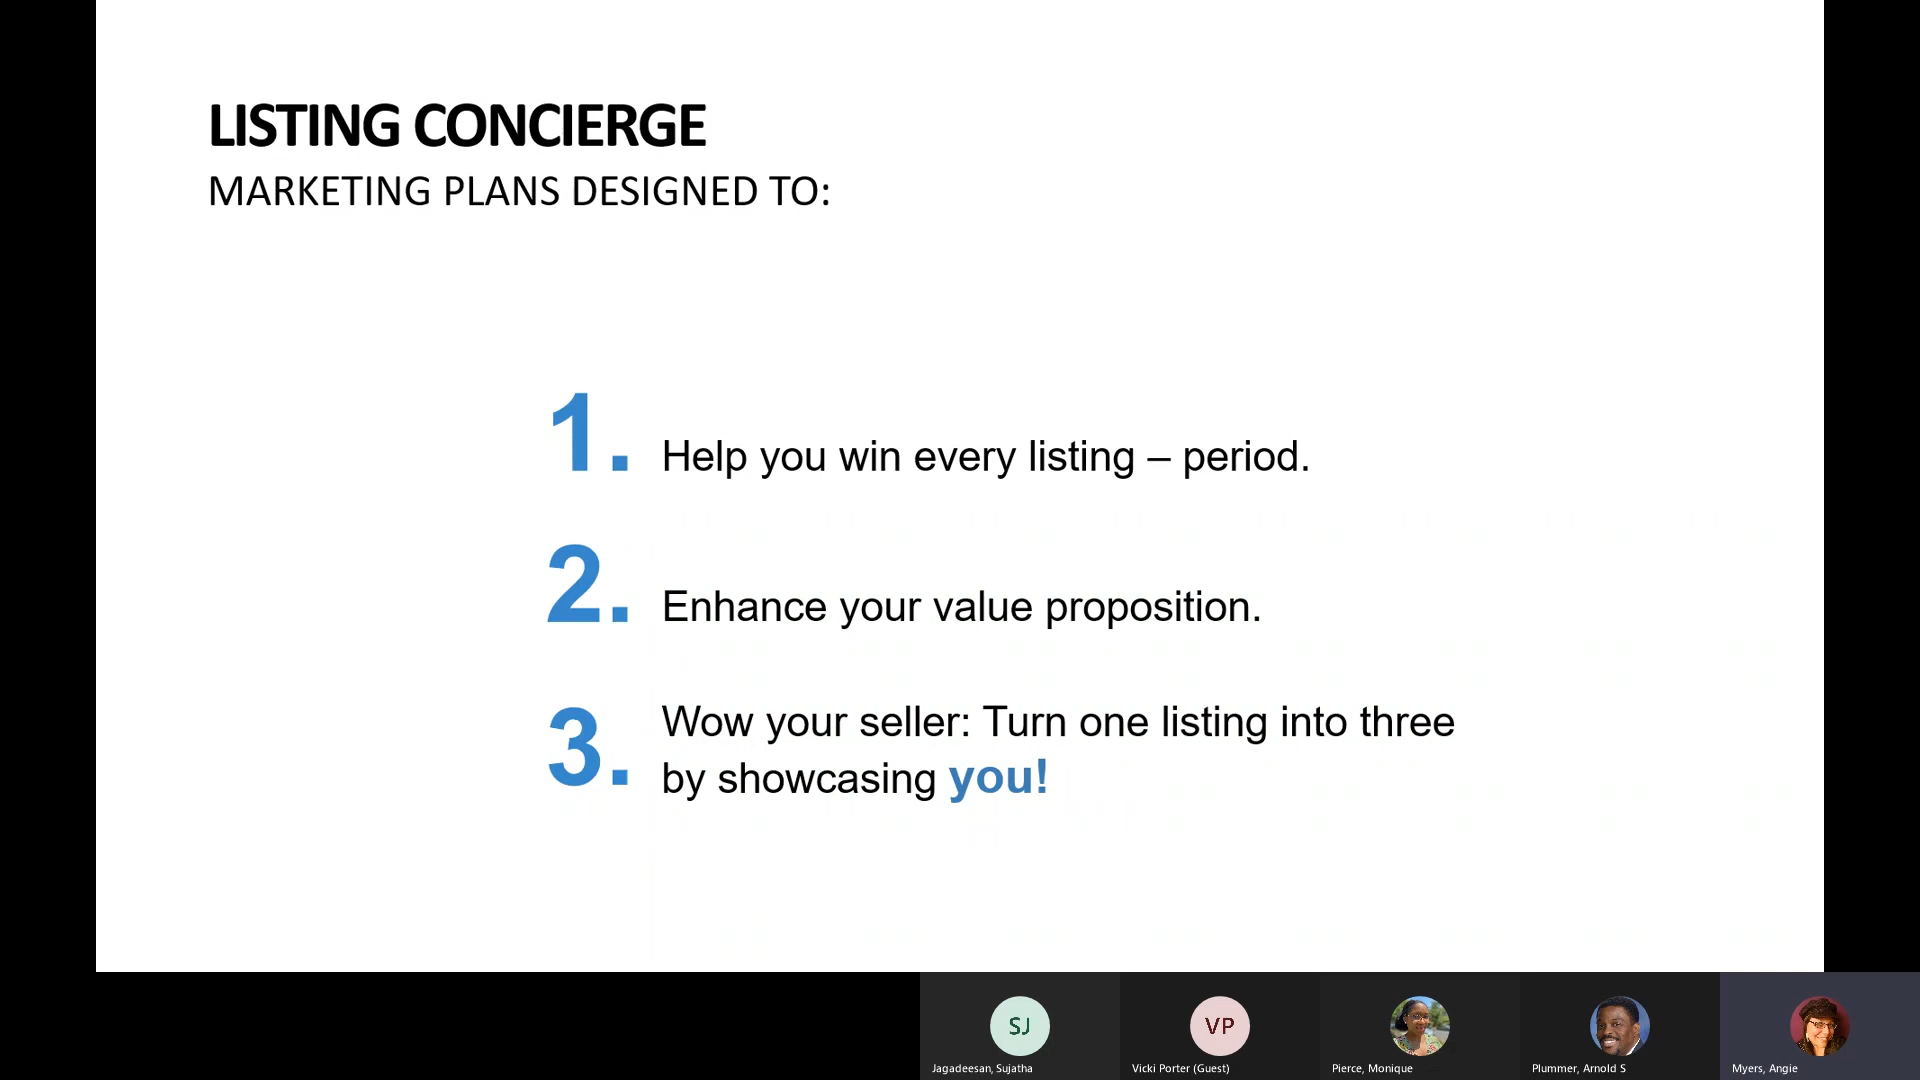 LISTING CONCIERGE
MARKETING PLANS DESIGNED TO:
1. Help you win every listing – period.
2. Enhance your value proposition.
3. Wow your seller: Turn one listing into three
by showcasing you!
SJ
VP
Jagadeesan, Sujatha
Vicki Porter (Guest)
Pierce, Monique
Plummer, Arnold S
Myers, Angie